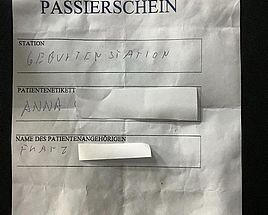 PASSIERSCHEIN
STATION
GEBURTENSTATION
PATIENTENETIKETT
ANNA
NAME DES PATIENTENANGEHÖRIGEN
FRANZ